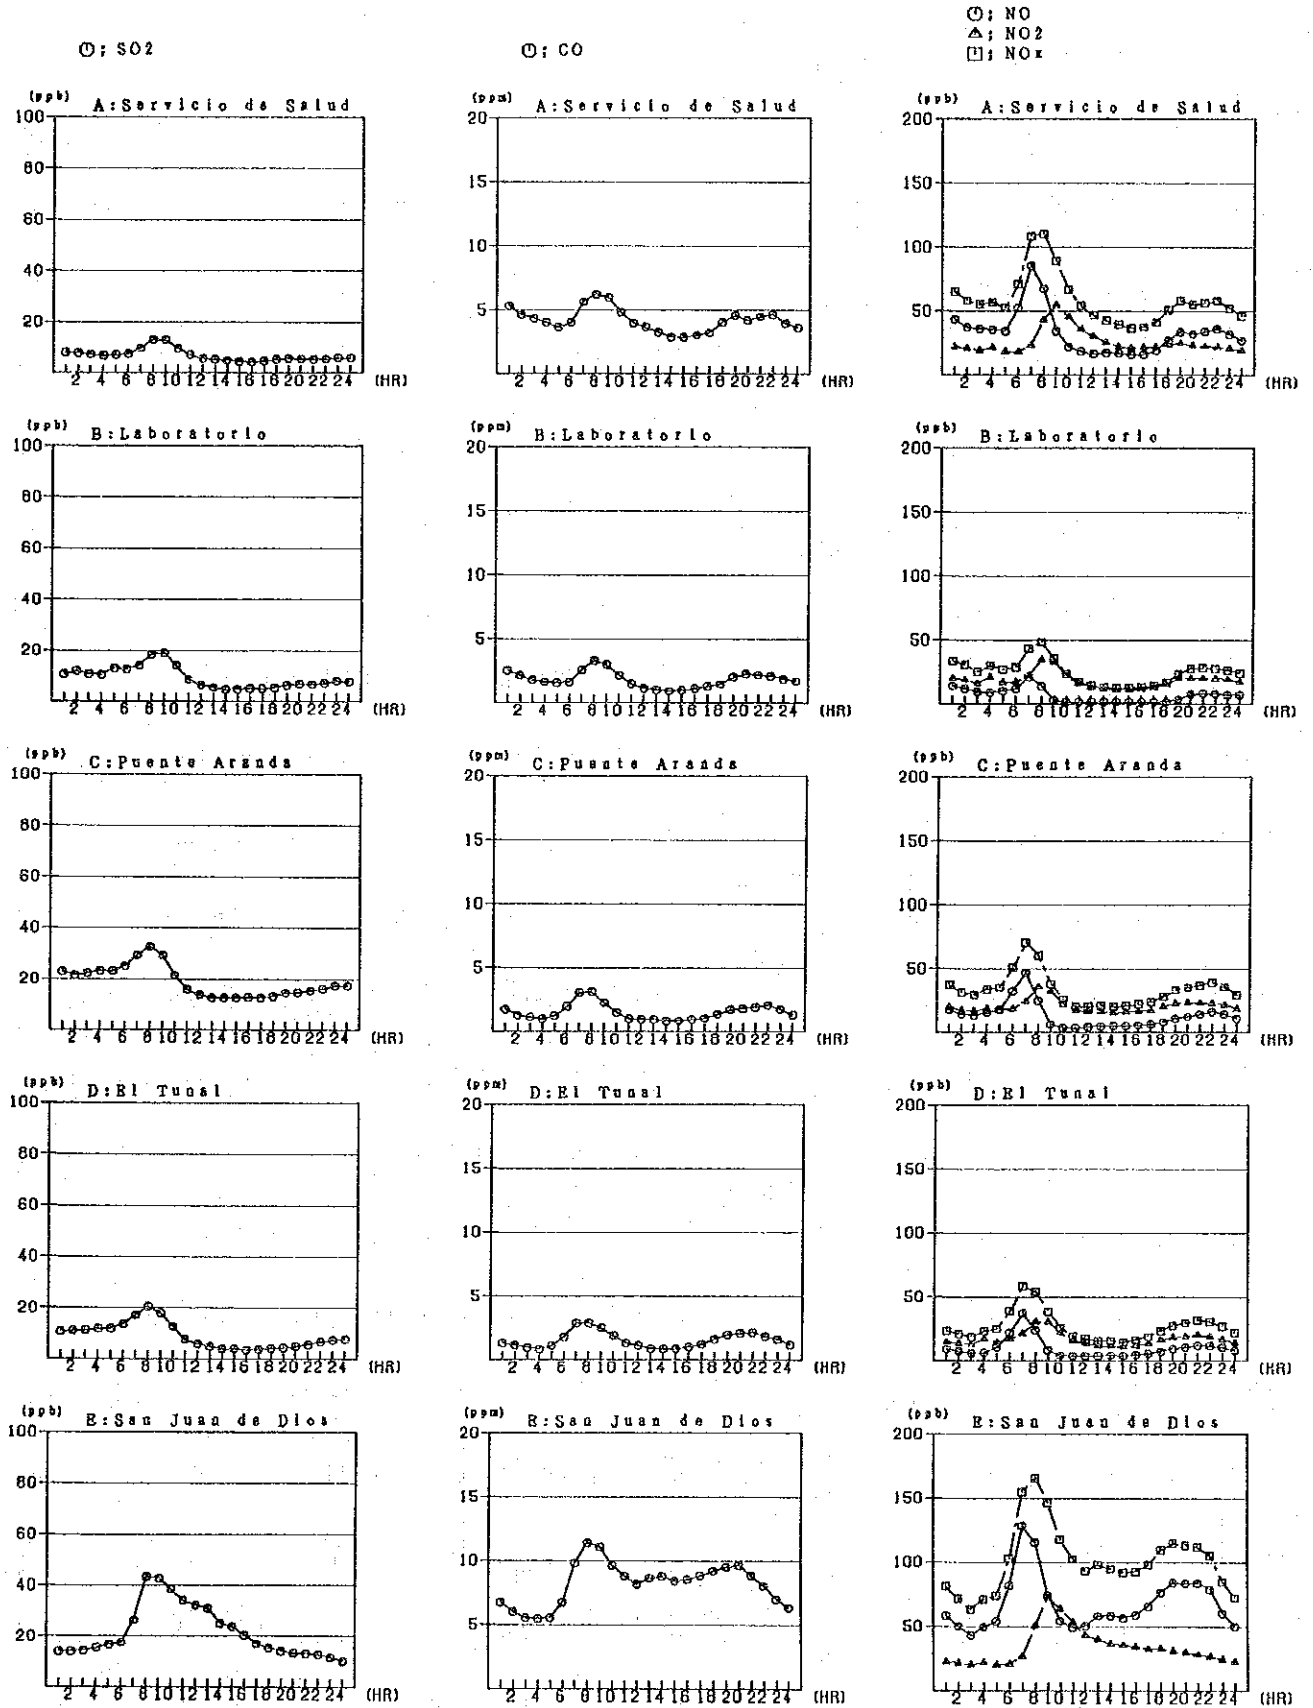 ⊙; SO2
⊙; CO
⊙; NO
△; NO2
⊡; NOx
(ppb) A:Servicio de Salud
100
80
60
40
20
2 4 6 8 10 12 14 16 18 20 22 24 (HR)
(ppm) A:Servicio de Salud
20
15
10
5
2 4 6 8 10 12 14 16 18 20 22 24 (HR)
(ppb) A:Servicio de Salud
200
150
100
50
2 4 6 8 10 12 14 16 18 20 22 24 (HR)
(ppb) B:Laboratorio
100
80
60
40
20
2 4 6 8 10 12 14 16 18 20 22 24 (HR)
(ppm) B:Laboratorio
20
15
10
5
2 4 6 8 10 12 14 16 18 20 22 24 (HR)
(ppb) B:Laboratorio
200
150
100
50
2 4 6 8 10 12 14 16 18 20 22 24 (HR)
(ppb) C:Puente Aranda
100
80
60
40
20
2 4 6 8 10 12 14 16 18 20 22 24 (HR)
(ppm) C:Puente Aranda
20
15
10
5
2 4 6 8 10 12 14 16 18 20 22 24 (HR)
(ppb) C:Puente Aranda
200
150
100
50
2 4 6 8 10 12 14 16 18 20 22 24 (HR)
(ppb) D:El Tunal
100
80
60
40
20
2 4 6 8 10 12 14 16 18 20 22 24 (HR)
(ppm) D:El Tunal
20
15
10
5
2 4 6 8 10 12 14 16 18 20 22 24 (HR)
(ppb) D:El Tunal
200
150
100
50
2 4 6 8 10 12 14 16 18 20 22 24 (HR)
(ppb) E:San Juan de Dios
100
80
60
40
20
2 4 6 8 10 12 14 16 18 20 22 24 (HR)
(ppm) E:San Juan de Dios
20
15
10
5
2 4 6 8 10 12 14 16 18 20 22 24 (HR)
(ppb) E:San Juan de Dios
200
150
100
50
2 4 6 8 10 12 14 16 18 20 22 24 (HR)